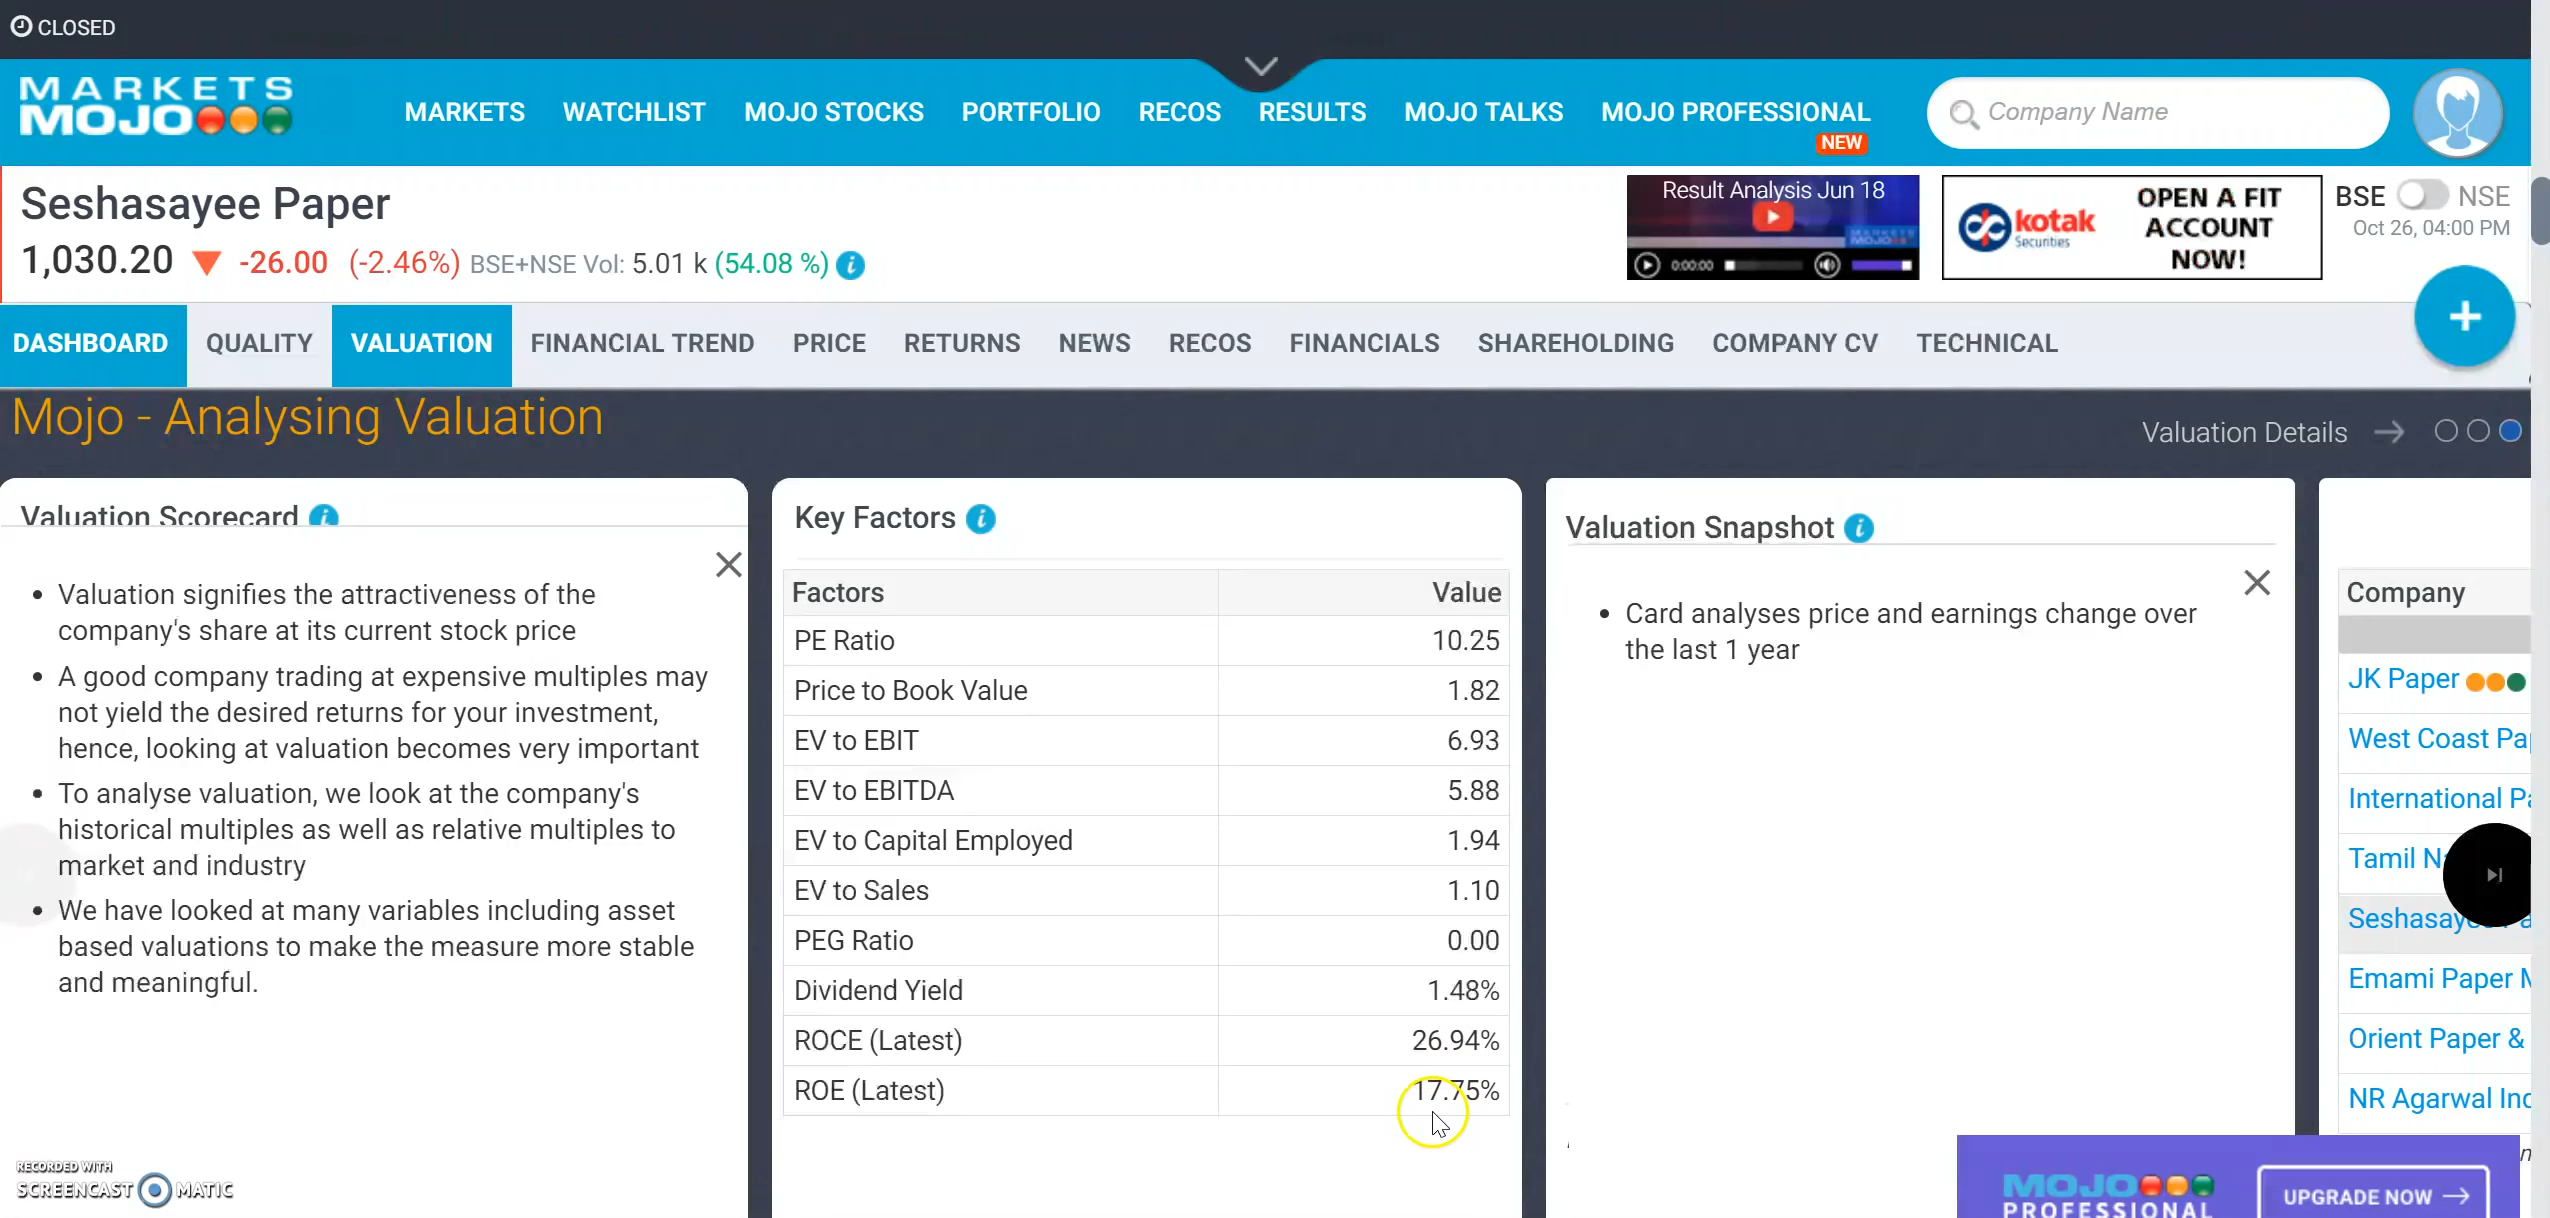 CLOSED
MARKETS
MOJO
MARKETS WATCHLIST MOJO STOCKS PORTFOLIO RECOS RESULTS MOJO TALKS MOJO PROFESSIONAL
NEW
Company Name
Seshasayee Paper
1,030.20 ▼ -26.00 (-2.46%) BSE+NSE Vol: 5.01 k (54.08 %) i
Result Analysis Jun 18
MARKETS
MOJO
0:00:00
kotak
Securities
OPEN A FIT
ACCOUNT
NOW!
BSE NSE
Oct 26, 04:00 PM
+
DASHBOARD QUALITY VALUATION FINANCIAL TREND PRICE RETURNS NEWS RECOS FINANCIALS SHAREHOLDING COMPANY CV TECHNICAL
Mojo - Analysing Valuation
Valuation Details →
Valuation Scorecard i
• Valuation signifies the attractiveness of the
company's share at its current stock price
• A good company trading at expensive multiples may
not yield the desired returns for your investment,
hence, looking at valuation becomes very important
• To analyse valuation, we look at the company's
historical multiples as well as relative multiples to
market and industry
• We have looked at many variables including asset
based valuations to make the measure more stable
and meaningful.
Key Factors i
Factors Value
PE Ratio 10.25
Price to Book Value 1.82
EV to EBIT 6.93
EV to EBITDA 5.88
EV to Capital Employed 1.94
EV to Sales 1.10
PEG Ratio 0.00
Dividend Yield 1.48%
ROCE (Latest) 26.94%
ROE (Latest) 17.75%
Valuation Snapshot i
• Card analyses price and earnings change over
the last 1 year
Company
JK Paper
West Coast
International
Tamil
Emami Paper
Orient Paper &
NR Agarwal
RECORDED WITH
SCREENCAST MATIC
MOJO
PROFESSIONAL
UPGRADE NOW →